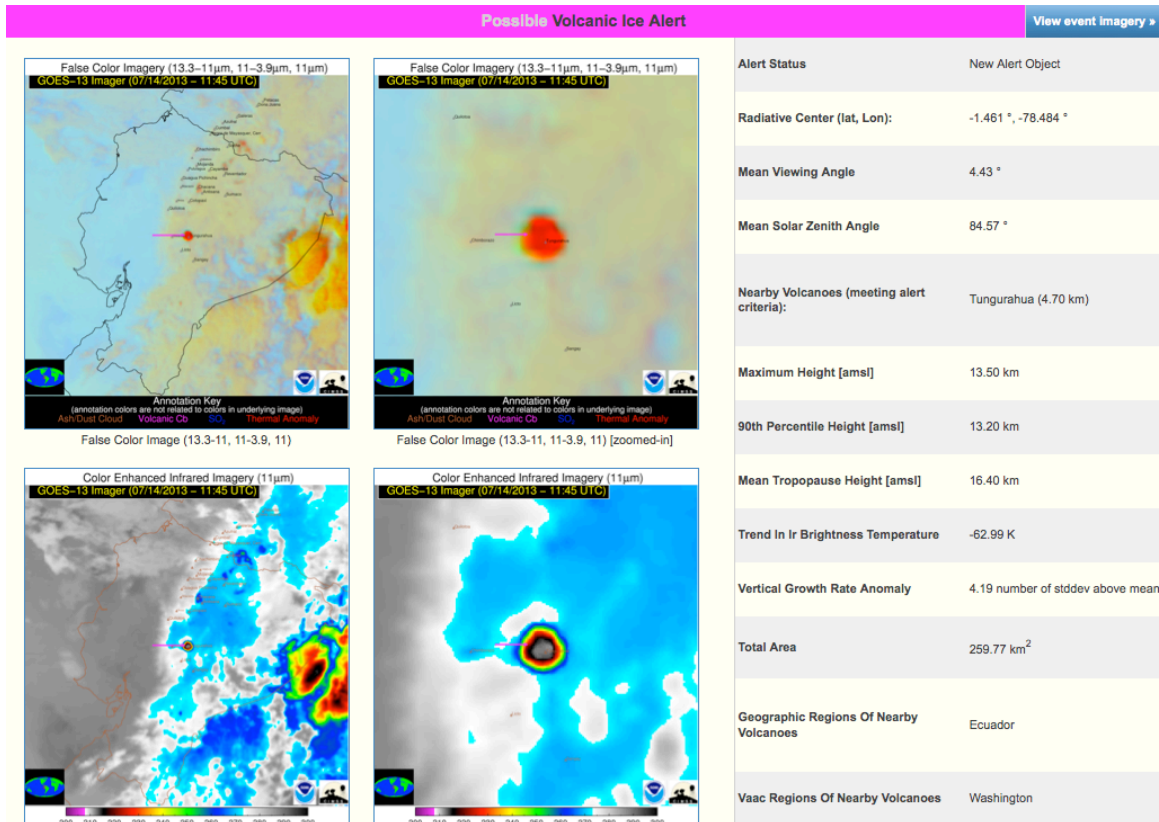 Possible Volcanic Ice Alert
View event imagery »
False Color Imagery (13.3–11µm, 11–3.9µm, 11µm)
GOES–13 Imager (07/14/2013 – 11:45 UTC)
Annotation Key
(annotation colors are not related to colors in underlying image)
Ash/Dust Cloud Volcanic Cb SO2 Thermal Anomaly
False Color Image (13.3-11, 11-3.9, 11)
False Color Imagery (13.3–11µm, 11–3.9µm, 11µm)
GOES–13 Imager (07/14/2013 – 11:45 UTC)
Tungurahua
Annotation Key
(annotation colors are not related to colors in underlying image)
Ash/Dust Cloud Volcanic Cb SO2 Thermal Anomaly
False Color Image (13.3-11, 11-3.9, 11) [zoomed-in]
Color Enhanced Infrared Imagery (11µm)
GOES–13 Imager (07/14/2013 – 11:45 UTC)
Color Enhanced Infrared Imagery (11µm)
GOES–13 Imager (07/14/2013 – 11:45 UTC)
Alert Status New Alert Object
Radiative Center (lat, Lon): -1.461 °, -78.484 °
Mean Viewing Angle 4.43 °
Mean Solar Zenith Angle 84.57 °
Nearby Volcanoes (meeting alert
criteria): Tungurahua (4.70 km)
Maximum Height [amsl] 13.50 km
90th Percentile Height [amsl] 13.20 km
Mean Tropopause Height [amsl] 16.40 km
Trend In Ir Brightness Temperature -62.99 K
Vertical Growth Rate Anomaly 4.19 number of stddev above mean
Total Area 259.77 km2
Geographic Regions Of Nearby
Volcanoes Ecuador
Vaac Regions Of Nearby Volcanoes Washington